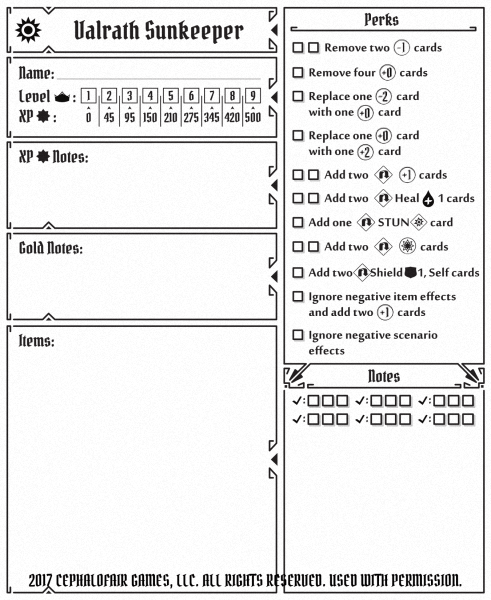 Valrath Sunkeeper
Name:
Level : 1 2 3 4 5 6 7 8 9
XP : 0 45 95 150 210 275 345 420 500
XP Notes:
Gold Notes:
Items:
Perks
Remove two -1 cards
Remove four +0 cards
Replace one -2 card
with one +0 card
Replace one +0 card
with one +2 card
Add two +1 cards
Add two Heal 1 cards
Add one STUN card
Add two cards
Add two Shield 1, Self cards
Ignore negative item effects
and add two +1 cards
Ignore negative scenario
effects
Notes
✓: ✓: ✓:
✓: ✓: ✓:
2017 CEPHALOFAIR GAMES, LLC. ALL RIGHTS RESERVED. USED WITH PERMISSION.